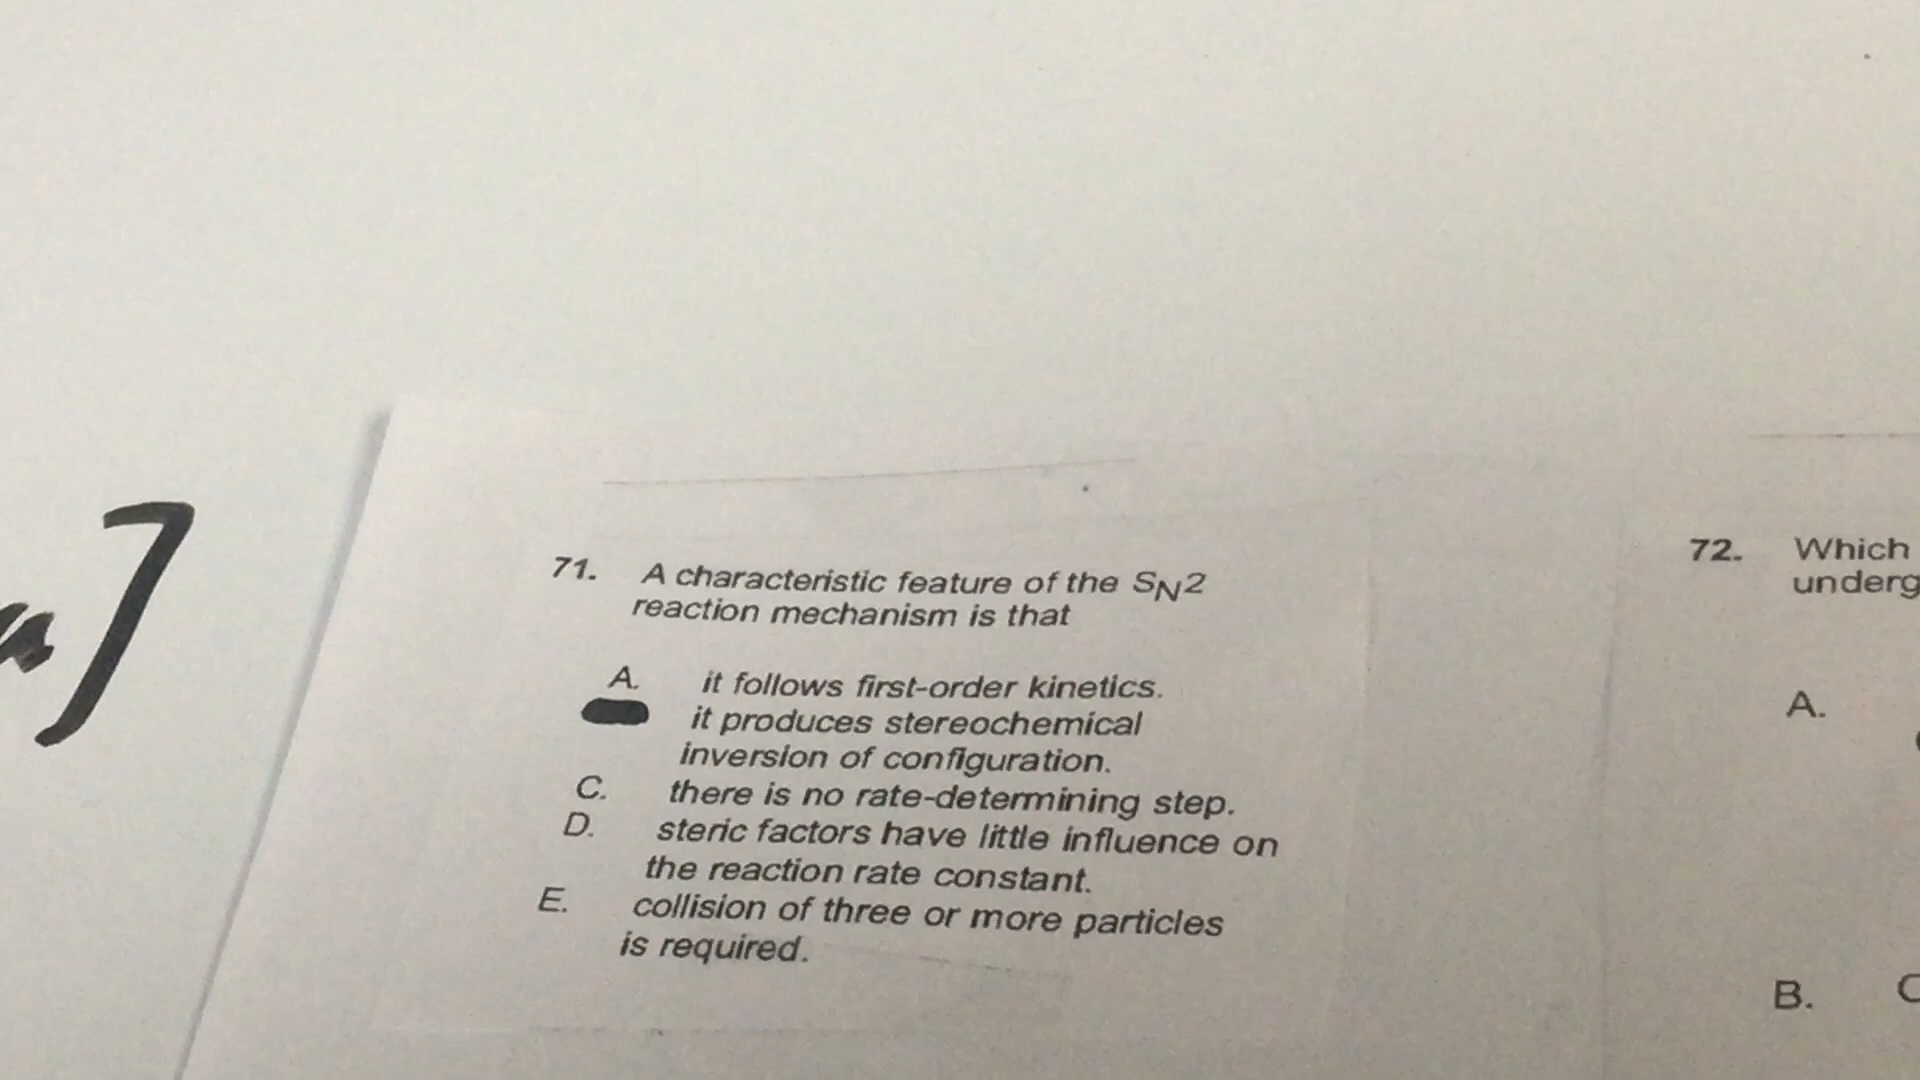 71. A characteristic feature of the SN2
reaction mechanism is that
A. it follows first-order kinetics.
it produces stereochemical
inversion of configuration.
C. there is no rate-determining step.
D. steric factors have little influence on
the reaction rate constant.
E. collision of three or more particles
is required.
72. Which
underg
A.
B.